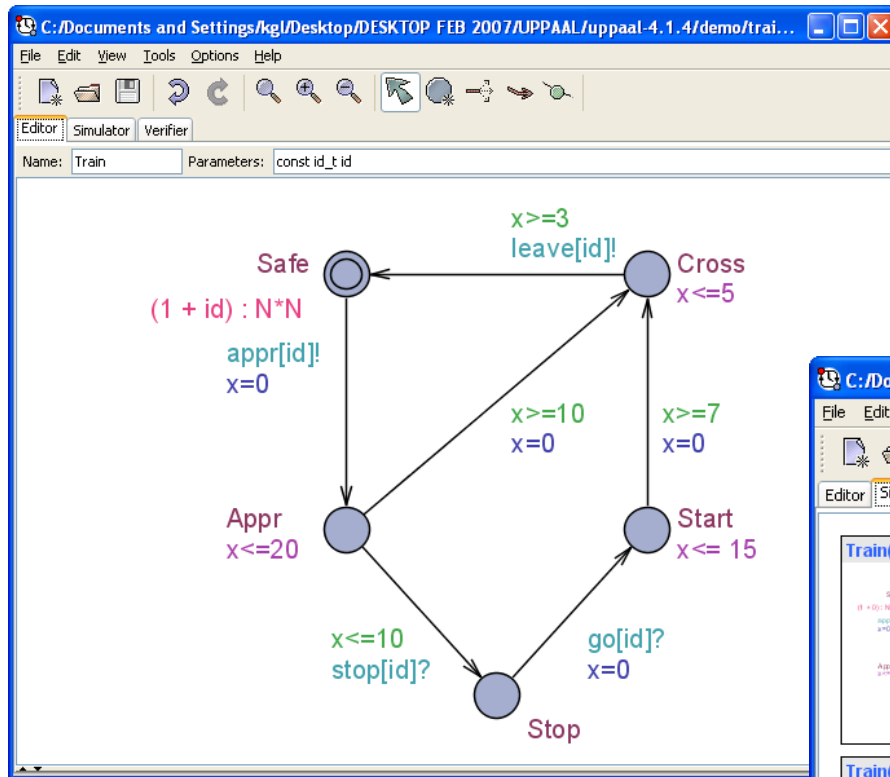 C:/Documents and Settings/kgl/Desktop/DESKTOP FEB 2007/UPPAAL/uppaal-4.1.4/demo/trai...
File Edit View Tools Options Help
Editor Simulator Verifier
Name: Train Parameters: const id_t id
x>=3
leave[id]!
Safe
Cross
x<=5
(1 + id) : N*N
appr[id]!
x=0
x>=10
x=0
x>=7
x=0
Appr
x<=20
Start
x<= 15
x<=10
stop[id]?
go[id]?
x=0
Stop
C:/Do
File Edit
Editor
Train(
Train(